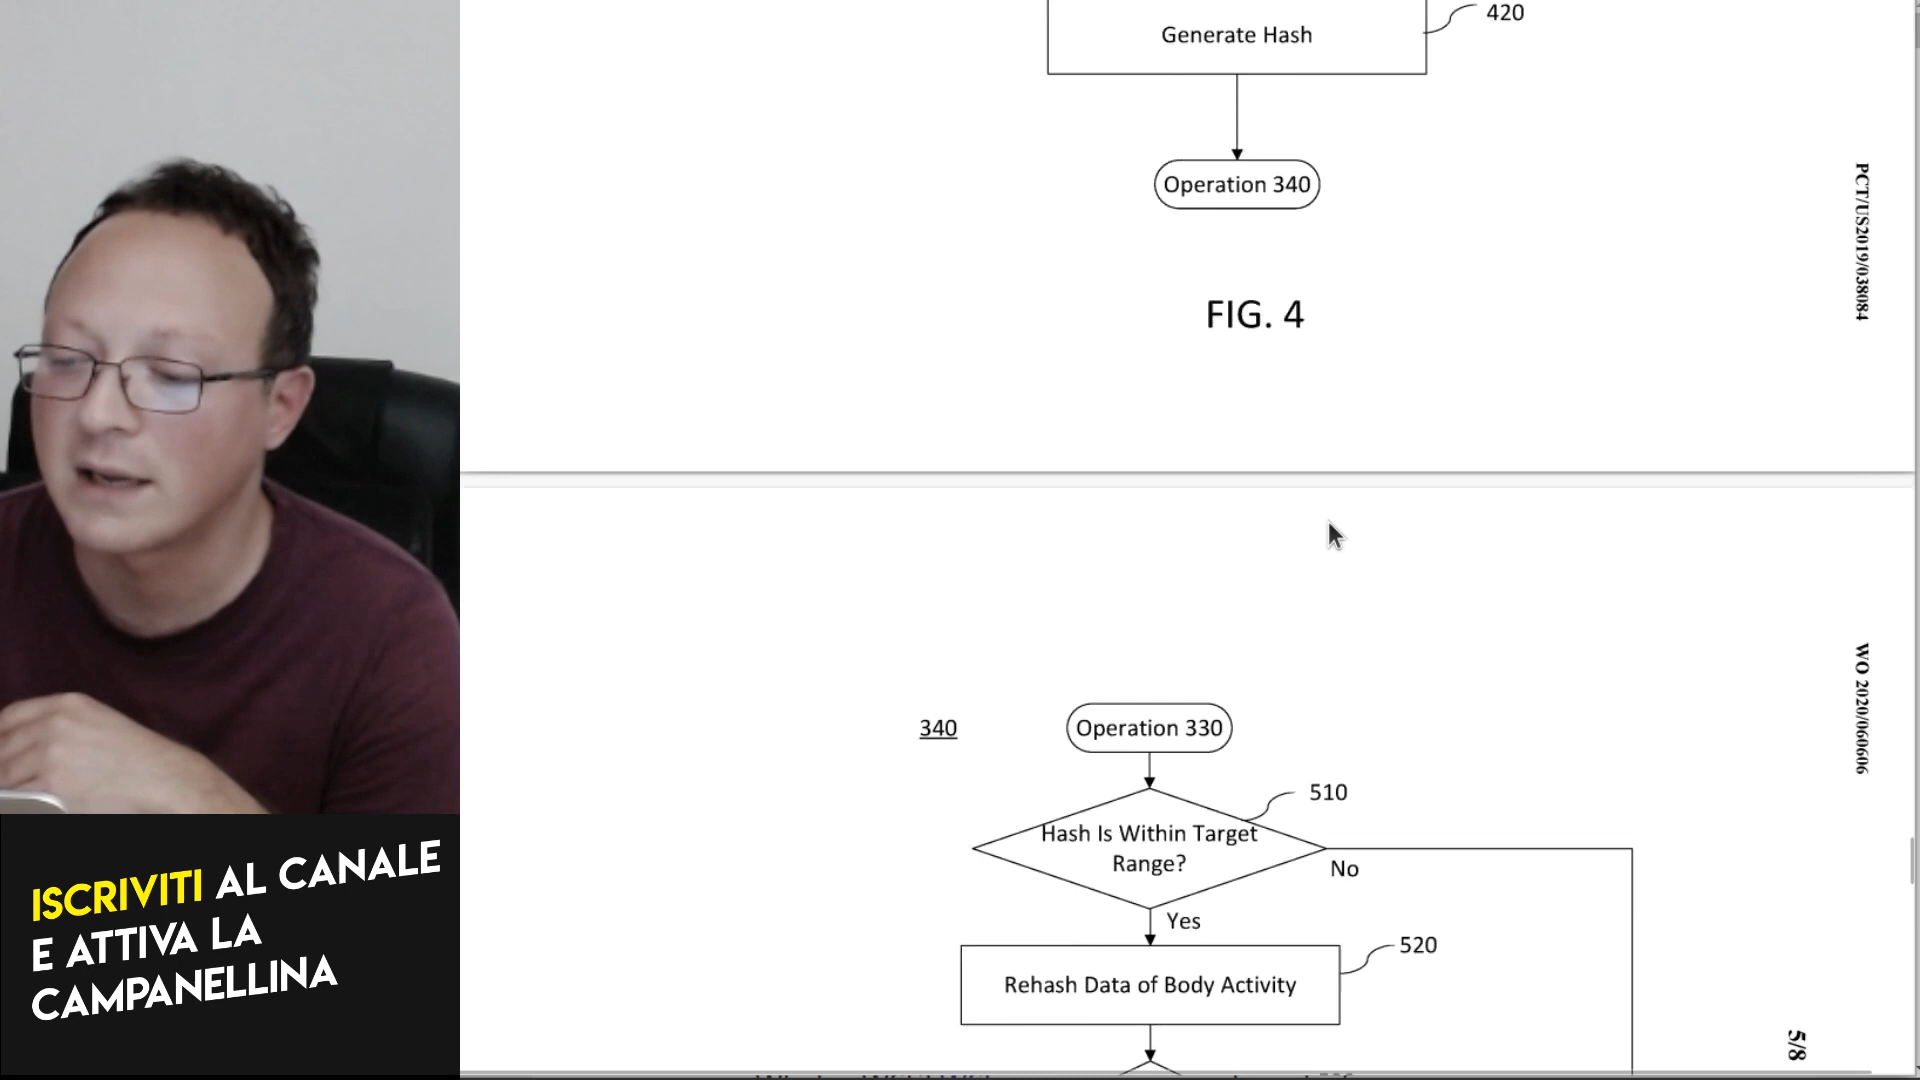 420
Generate Hash
Operation 340
PCT/US2019/038084
FIG. 4
WO 2020/060606
340
Operation 330
510
Hash Is Within Target
Range?
No
Yes
520
Rehash Data of Body Activity
5/8
ISCRIVITI AL CANALE
E ATTIVA LA
CAMPANELLINA